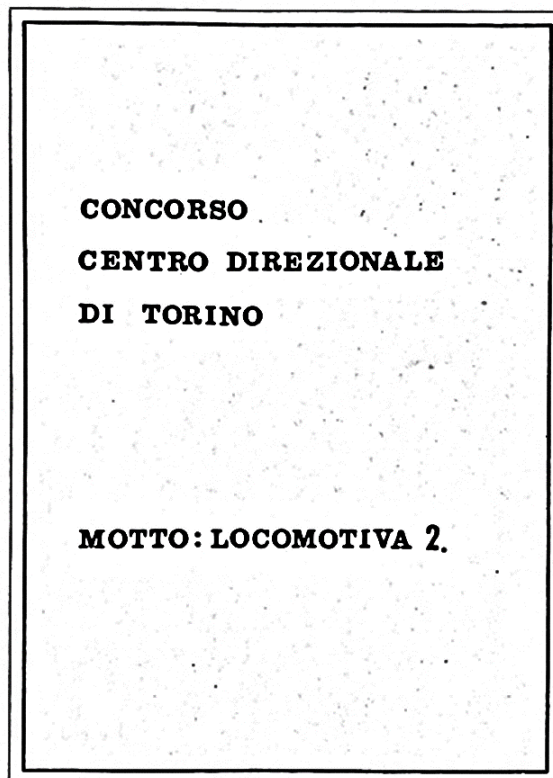 CONCORSO
CENTRO DIREZIONALE
DI TORINO
MOTTO: LOCOMOTIVA 2.